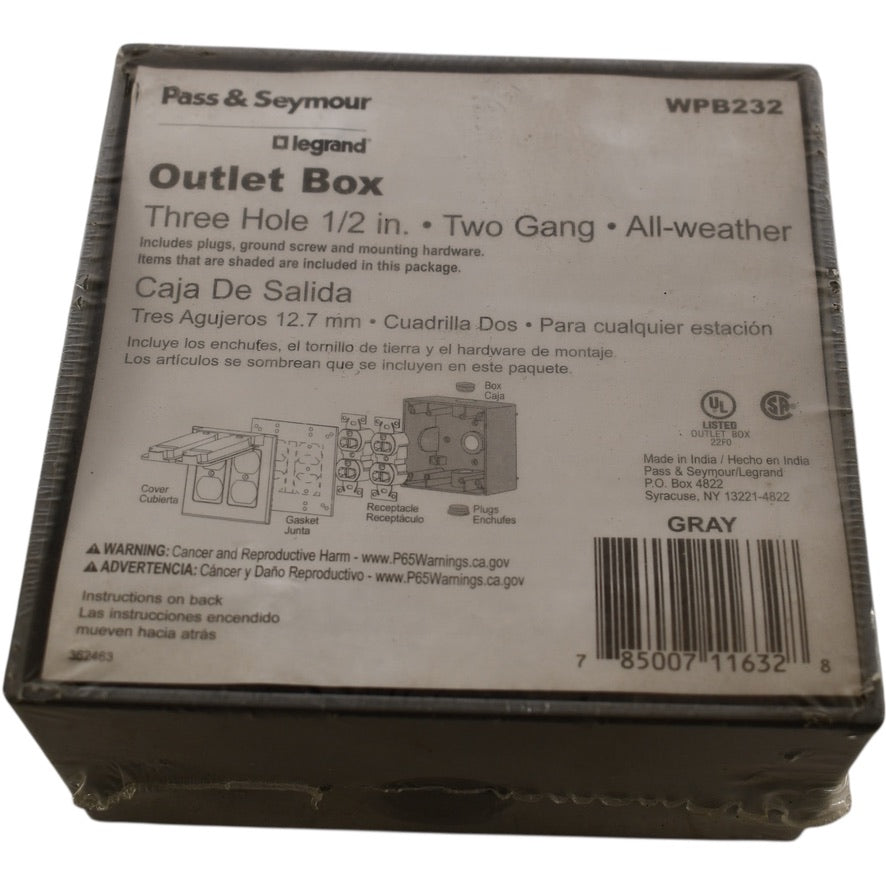 Pass & Seymour
WPB232
legrand
Outlet Box
Three Hole 1/2 in. • Two Gang • All-weather
Includes plugs, ground screw and mounting hardware.
Items that are shaded are included in this package.
Caja De Salida
Tres Agujeros 12.7 mm • Cuadrilla Dos • Para cualquier estación
Incluye los enchufes, el tornillo de tierra y el hardware de montaje.
Los artículos se sombrean que se incluyen en este paquete.
Box
Caja
Cover
Cubierta
Gasket
Junta
Receptacle
Receptáculo
Plugs
Enchufes
UL
LISTED
OUTLET BOX
22F0
SA
Made in India / Hecho en India
Pass & Seymour/Legrand
P.O. Box 4822
Syracuse, NY 13221-4822
GRAY
WARNING: Cancer and Reproductive Harm - www.P65Warnings.ca.gov
ADVERTENCIA: Cáncer y Daño Reproductivo - www.P65Warnings.ca.gov
Instructions on back
Las instrucciones encendido
mueven hacia atrás
362463
7 85007 11632 8